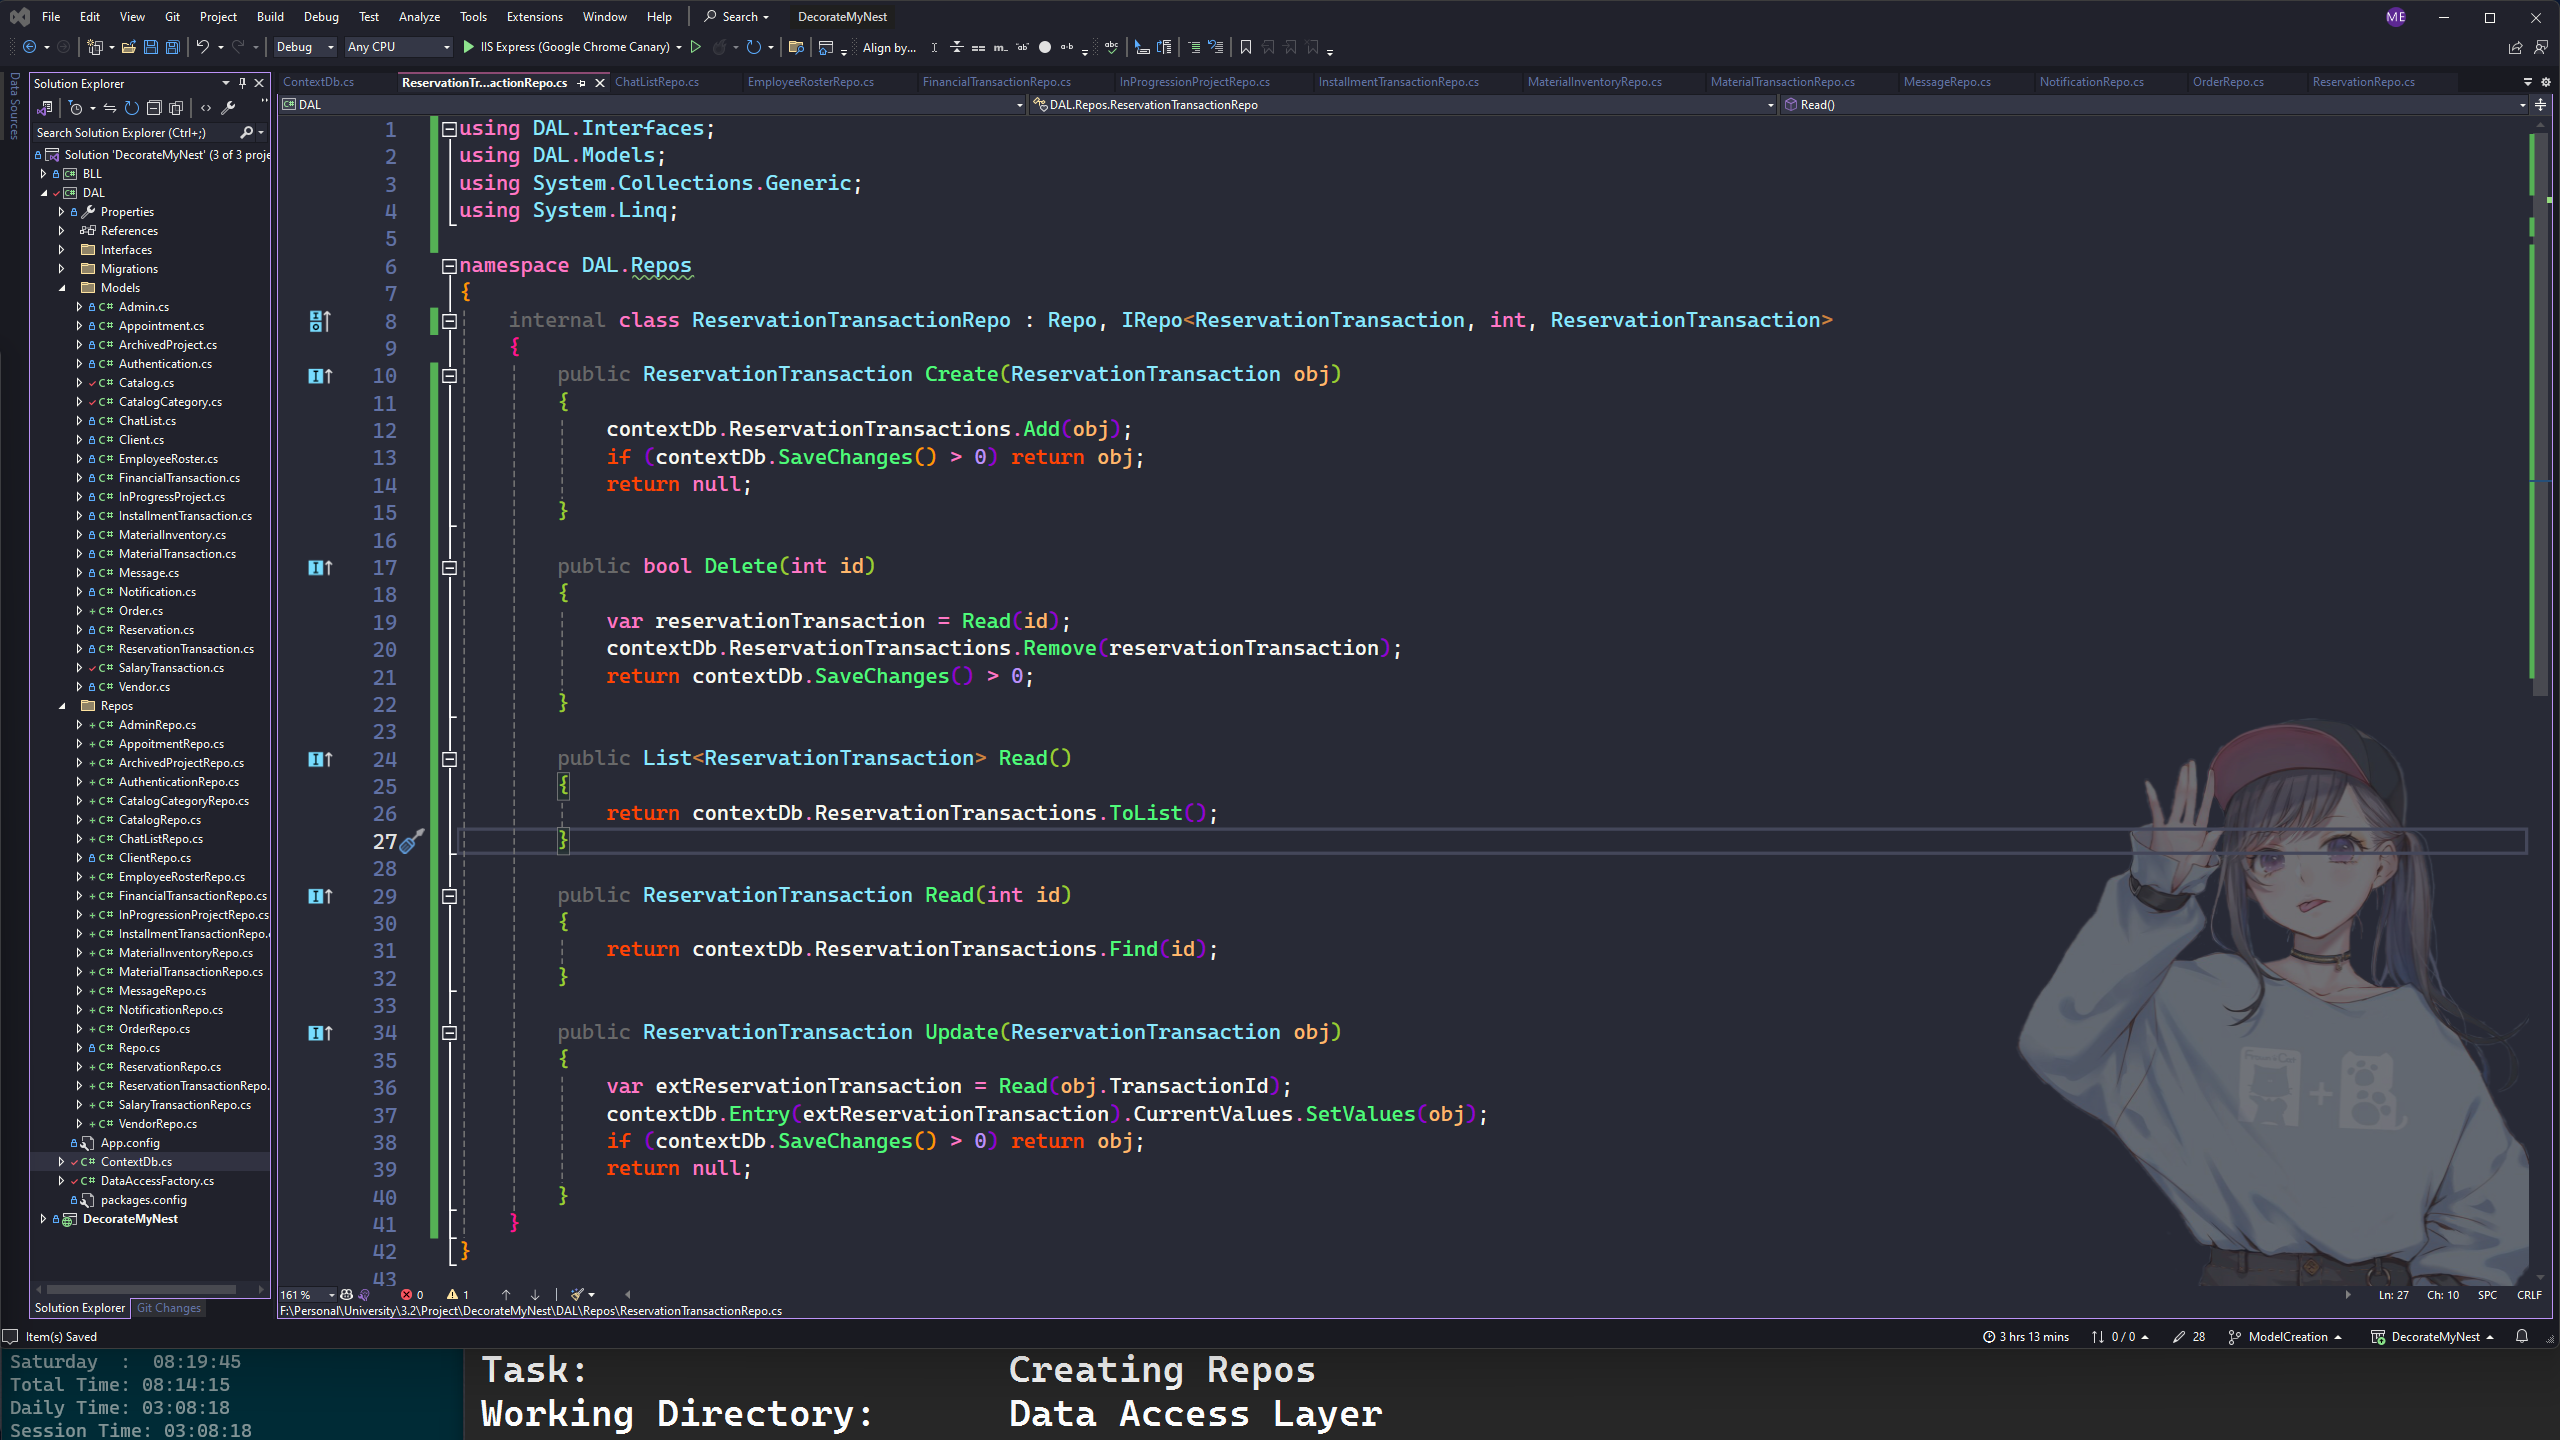 File Edit View Git Project Build Debug Test Analyze Tools Extensions Window Help Search DecorateMyNest ME
Debug Any CPU IIS Express (Google Chrome Canary) Align by...
Data Sources
Solution Explorer
Search Solution Explorer (Ctrl+;)
Solution 'DecorateMyNest' (3 of 3 proje
BLL
DAL
Properties
References
Interfaces
Migrations
Models
C# Admin.cs
C# Appointment.cs
C# ArchivedProject.cs
C# Authentication.cs
C# Catalog.cs
C# CatalogCategory.cs
C# ChatList.cs
C# Client.cs
C# EmployeeRoster.cs
C# FinancialTransaction.cs
C# InProgressProject.cs
C# InstallmentTransaction.cs
C# MaterialInventory.cs
C# MaterialTransaction.cs
C# Message.cs
C# Notification.cs
C# Order.cs
C# Reservation.cs
C# ReservationTransaction.cs
C# SalaryTransaction.cs
C# Vendor.cs
Repos
C# AdminRepo.cs
C# AppoitmentRepo.cs
C# ArchivedProjectRepo.cs
C# AuthenticationRepo.cs
C# CatalogCategoryRepo.cs
C# CatalogRepo.cs
C# ChatListRepo.cs
C# ClientRepo.cs
C# EmployeeRosterRepo.cs
C# FinancialTransactionRepo.cs
C# InProgressionProjectRepo.cs
C# InstallmentTransactionRepo.
C# MaterialInventoryRepo.cs
C# MaterialTransactionRepo.cs
C# MessageRepo.cs
C# NotificationRepo.cs
C# OrderRepo.cs
C# Repo.cs
C# ReservationRepo.cs
C# ReservationTransactionRepo.
C# SalaryTransactionRepo.cs
C# VendorRepo.cs
App.config
C# ContextDb.cs
C# DataAccessFactory.cs
packages.config
DecorateMyNest
Solution Explorer Git Changes
ContextDb.cs ReservationTr...actionRepo.cs ChatListRepo.cs EmployeeRosterRepo.cs FinancialTransactionRepo.cs InProgressionProjectRepo.cs InstallmentTransactionRepo.cs MaterialInventoryRepo.cs MaterialTransactionRepo.cs MessageRepo.cs NotificationRepo.cs OrderRepo.cs ReservationRepo.cs
DAL DAL.Repos.ReservationTransactionRepo Read()
1 using DAL.Interfaces;
2 using DAL.Models;
3 using System.Collections.Generic;
4 using System.Linq;
5
6 namespace DAL.Repos
7 {
8 internal class ReservationTransactionRepo : Repo, IRepo<ReservationTransaction, int, ReservationTransaction>
9 {
10 public ReservationTransaction Create(ReservationTransaction obj)
11 {
12 contextDb.ReservationTransactions.Add(obj);
13 if (contextDb.SaveChanges() > 0) return obj;
14 return null;
15 }
16
17 public bool Delete(int id)
18 {
19 var reservationTransaction = Read(id);
20 contextDb.ReservationTransactions.Remove(reservationTransaction);
21 return contextDb.SaveChanges() > 0;
22 }
23
24 public List<ReservationTransaction> Read()
25 {
26 return contextDb.ReservationTransactions.ToList();
27 }
28
29 public ReservationTransaction Read(int id)
30 {
31 return contextDb.ReservationTransactions.Find(id);
32 }
33
34 public ReservationTransaction Update(ReservationTransaction obj)
35 {
36 var extReservationTransaction = Read(obj.TransactionId);
37 contextDb.Entry(extReservationTransaction).CurrentValues.SetValues(obj);
38 if (contextDb.SaveChanges() > 0) return obj;
39 return null;
40 }
41 }
42 }
43
161 % 0 1 Ln: 27 Ch: 10 SPC CRLF
F:\Personal\University\3.2\Project\DecorateMyNest\DAL\Repos\ReservationTransactionRepo.cs
Item(s) Saved 3 hrs 13 mins 0 / 0 28 ModelCreation DecorateMyNest
Saturday : 08:19:45
Total Time: 08:14:15
Daily Time: 03:08:18
Session Time: 03:08:18
Task: Creating Repos
Working Directory: Data Access Layer